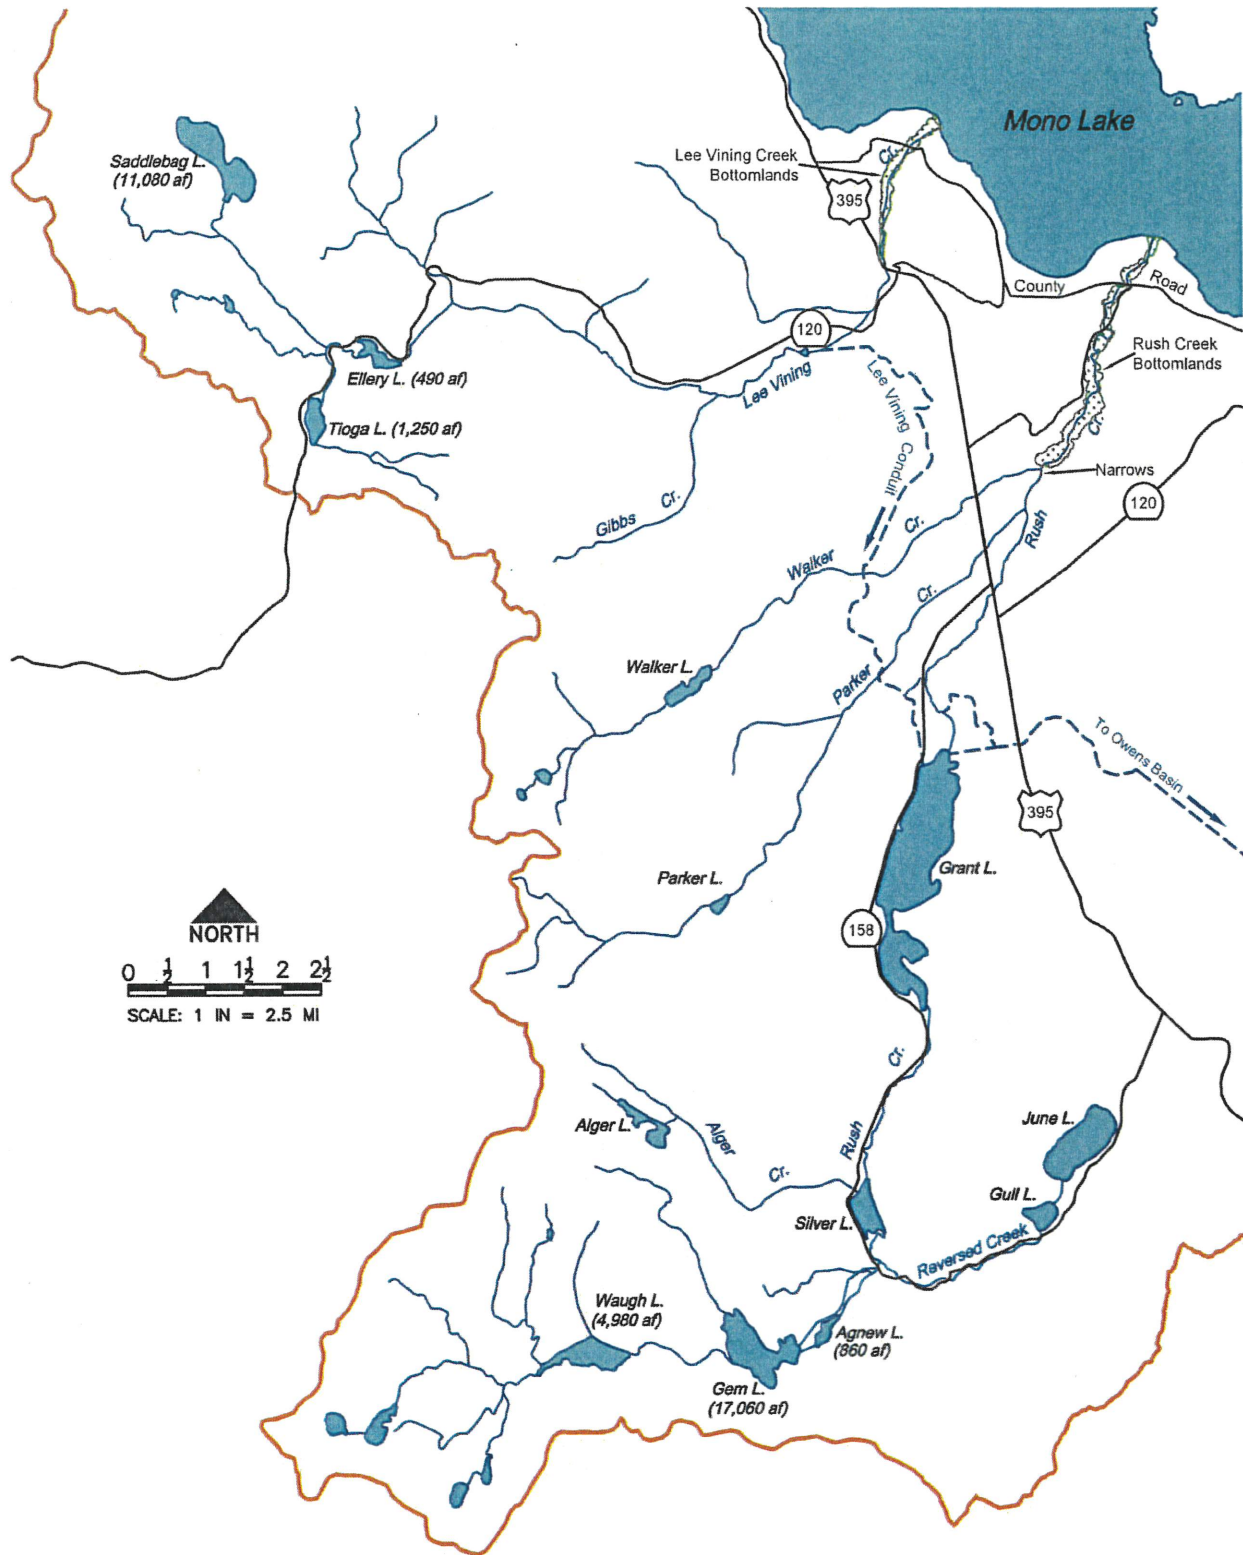 Mono Lake
Saddlebag L.
(11,080 af)
Lee Vining Creek
Bottomlands
Cr.
395
County
Road
120
Rush Creek
Bottomlands
Ellery L. (490 af)
Lee Vining
Lee Vining Conduit
Tioga L. (1,250 af)
Cr.
Narrows
120
Gibbs Cr.
Walker Cr.
Rush
Parker Cr.
Walker L.
To Owens Basin
395
Grant L.
Parker L.
158
NORTH
0 ½ 1 1½ 2 2½
SCALE: 1 IN = 2.5 MI
Rush Cr.
Alger L.
Alger Cr.
June L.
Gull L.
Silver L.
Reversed Creek
Waugh L.
(4,980 af)
Agnew L.
(860 af)
Gem L.
(17,060 af)